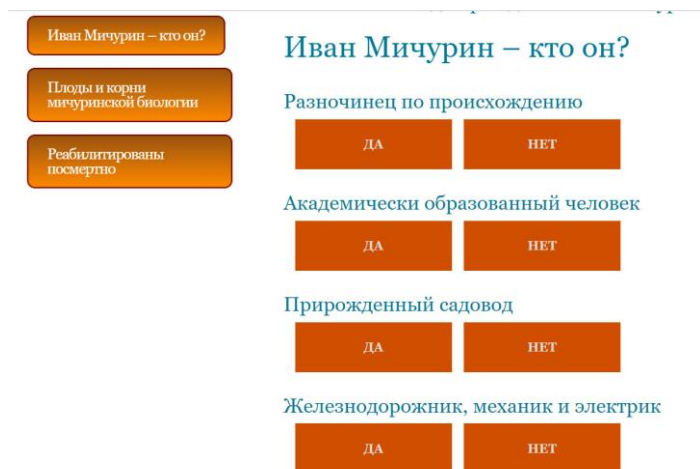 Иван Мичурин – кто он?
Плоды и корни
мичуринской биологии
Реабилитированы
посмертно
Иван Мичурин – кто он?
Разночинец по происхождению
ДА НЕТ
Академически образованный человек
ДА НЕТ
Прирожденный садовод
ДА НЕТ
Железнодорожник, механик и электрик
ДА НЕТ